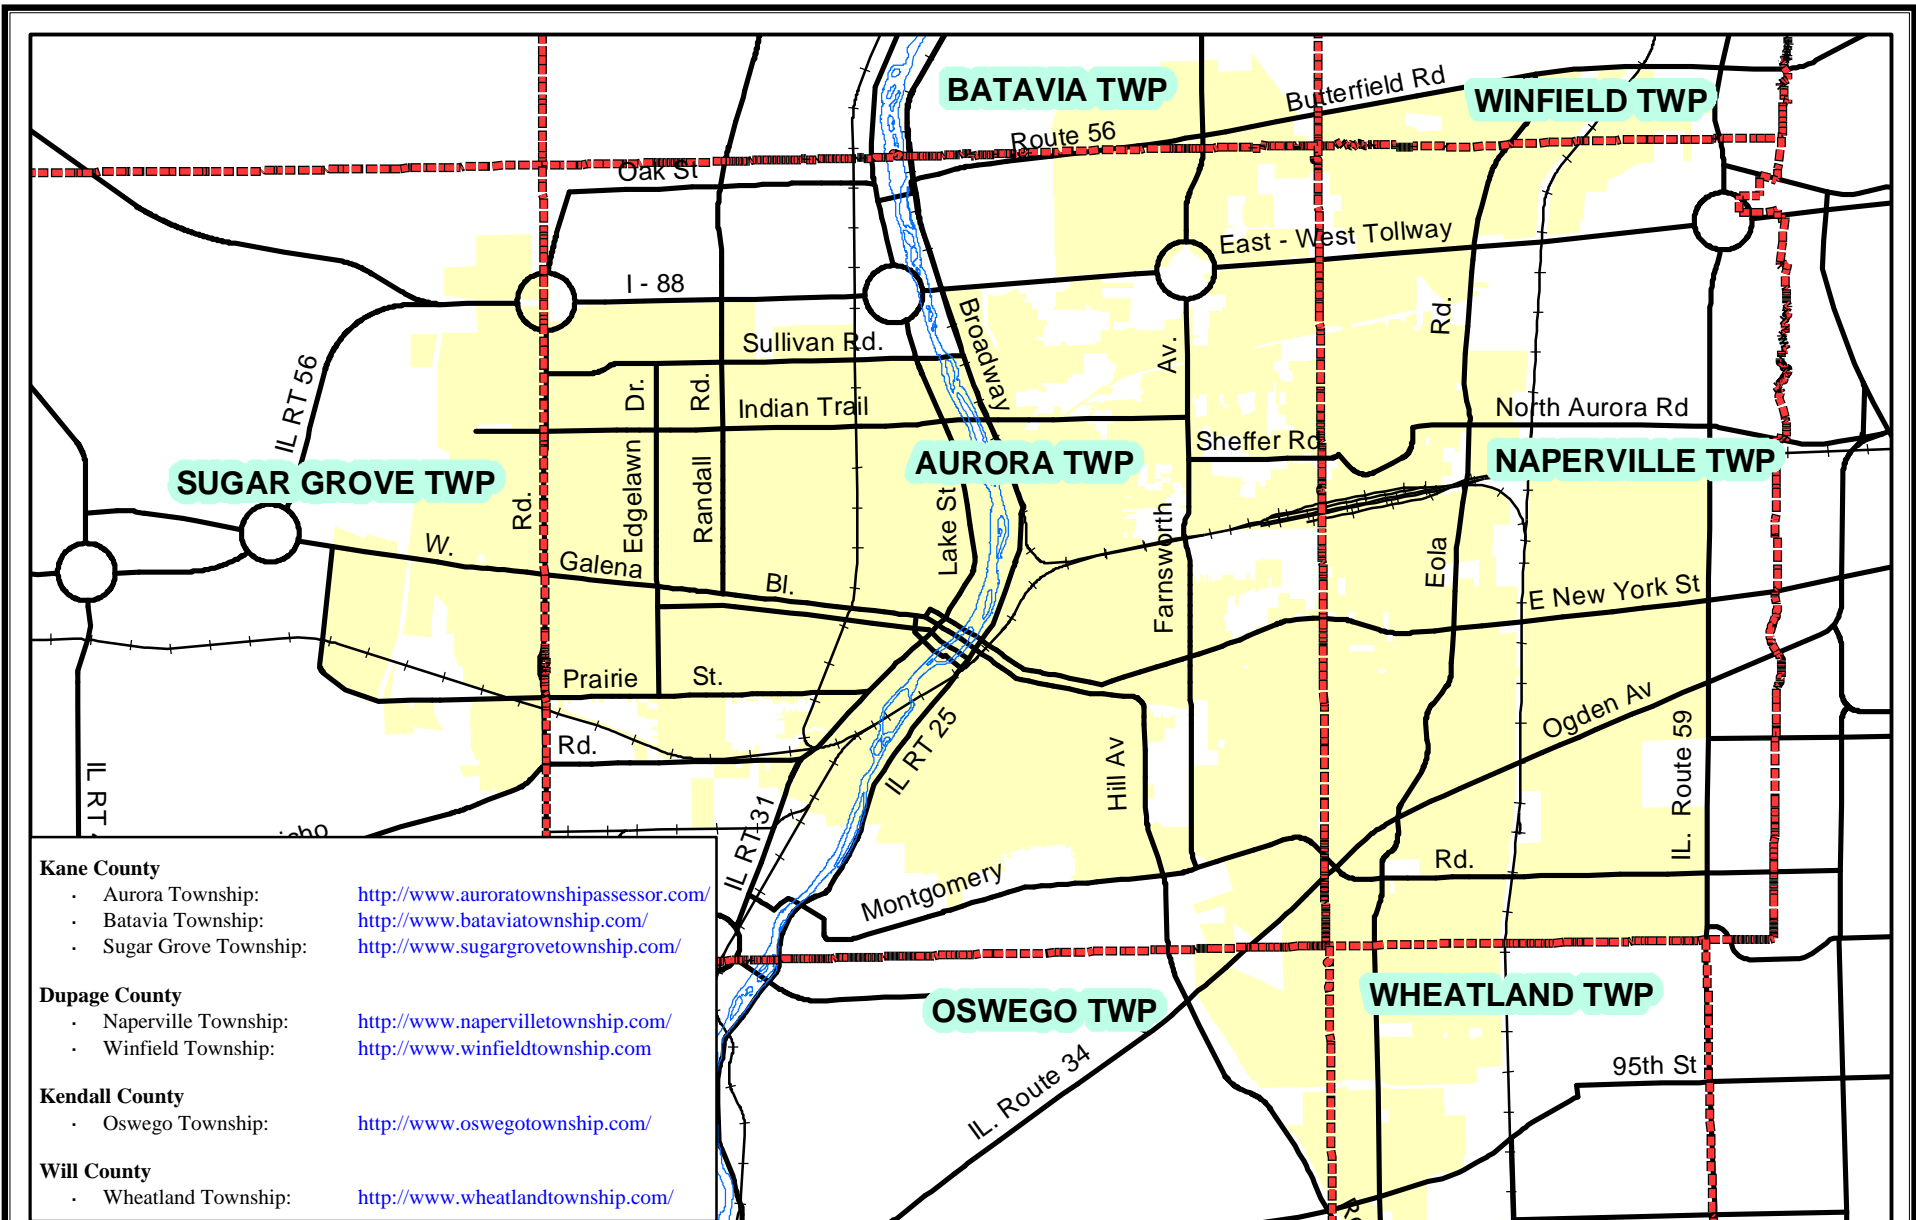 BATAVIA TWP
Butterfield Rd
WINFIELD TWP
Route 56
Oak St
East - West Tollway
I - 88
Broadway
Rd.
Sullivan Rd.
Av.
IL RT 56
Dr.
Rd.
Indian Trail
North Aurora Rd
Sheffer Rd
SUGAR GROVE TWP
AURORA TWP
NAPERVILLE TWP
Rd.
Edgelawn
Randall
Lake St
Farnsworth
W.
Galena
Bl.
Eola
E New York St
Prairie
St.
Ogden Av
Rd.
IL RT 25
Hill Av
IL. Route 59
IL RT
IL RT 31
Montgomery
Rd.
OSWEGO TWP
WHEATLAND TWP
IL. Route 34
95th St
Kane County
· Aurora Township: http://www.auroratownshipassessor.com/
· Batavia Township: http://www.bataviatownship.com/
· Sugar Grove Township: http://www.sugargrovetownship.com/
Dupage County
· Naperville Township: http://www.napervilletownship.com/
· Winfield Township: http://www.winfieldtownship.com
Kendall County
· Oswego Township: http://www.oswegotownship.com/
Will County
· Wheatland Township: http://www.wheatlandtownship.com/